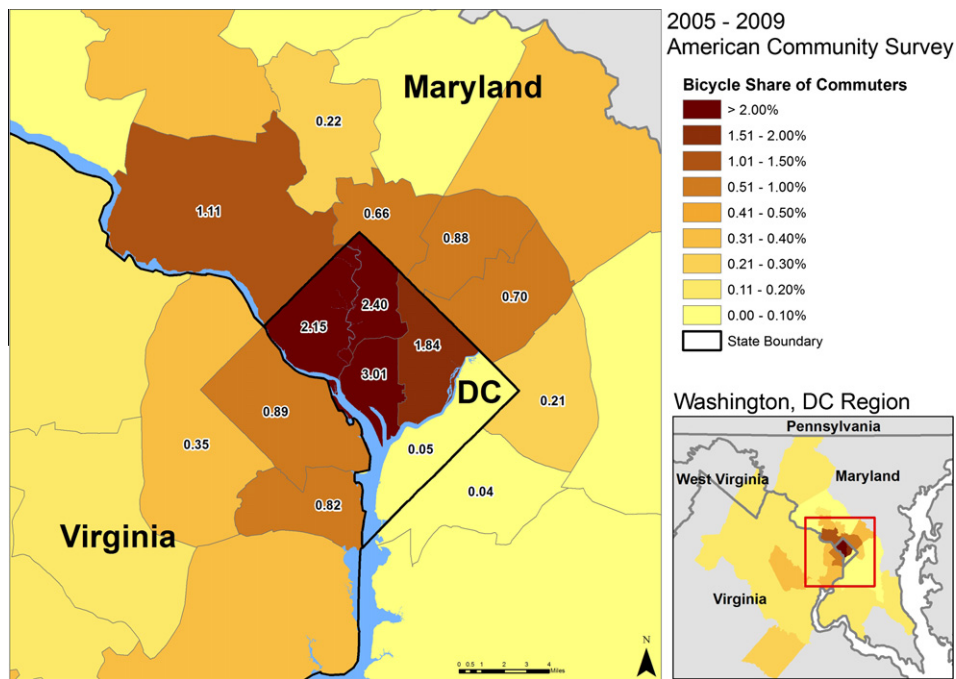 2005 - 2009
American Community Survey
Bicycle Share of Commuters
> 2.00%
1.51 - 2.00%
1.01 - 1.50%
0.51 - 1.00%
0.41 - 0.50%
0.31 - 0.40%
0.21 - 0.30%
0.11 - 0.20%
0.00 - 0.10%
State Boundary
Maryland
0.22
1.11
0.66
0.88
0.70
2.40
2.15
1.84
3.01
DC
0.89
0.21
0.35
0.05
0.04
0.82
Virginia
N
0 0.5 1 2 3 4
Miles
Washington, DC Region
Pennsylvania
West Virginia
Maryland
Virginia